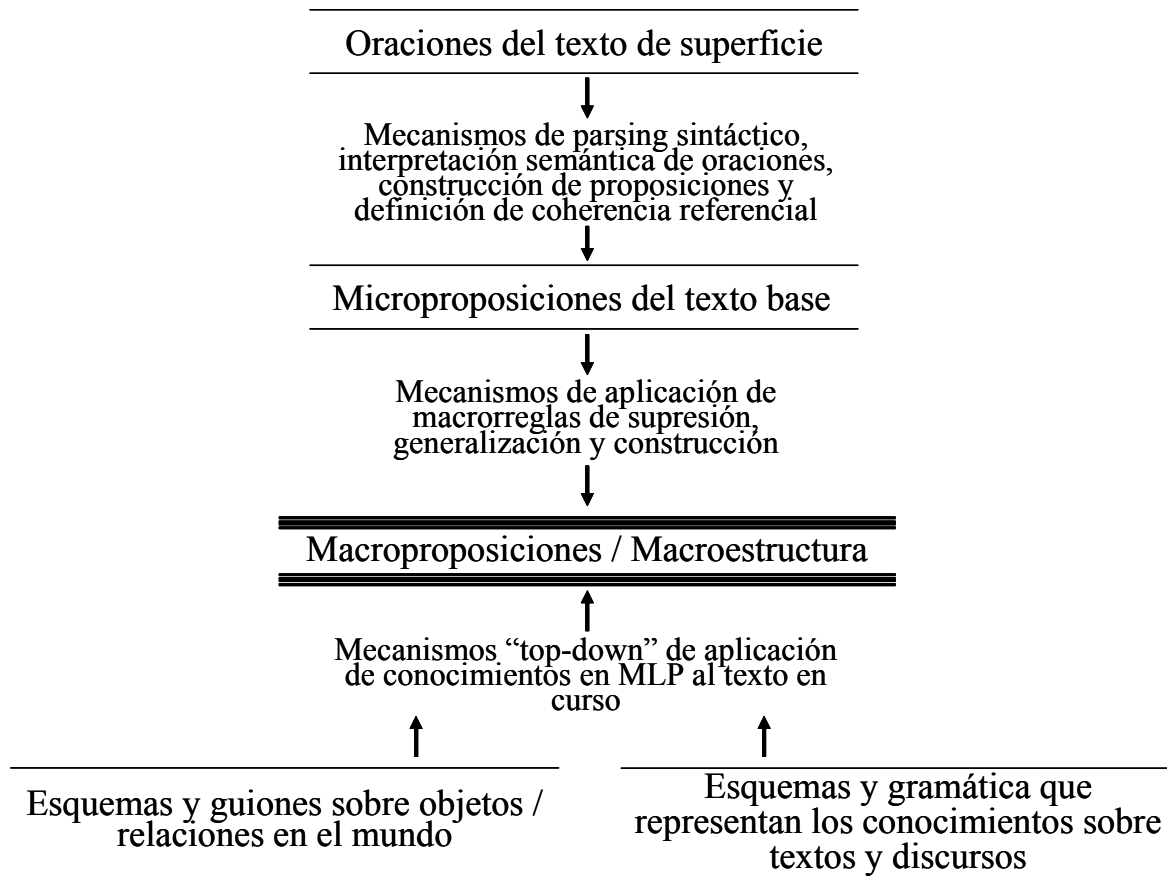 Oraciones del texto de superficie
Mecanismos de parsing sintáctico,
interpretación semántica de oraciones,
construcción de proposiciones y
definición de coherencia referencial
Microproposiciones del texto base
Mecanismos de aplicación de
macrorreglas de supresión,
generalización y construcción
Macroproposiciones / Macroestructura
Mecanismos “top-down” de aplicación
de conocimientos en MLP al texto en
curso
Esquemas y guiones sobre objetos /
relaciones en el mundo
Esquemas y gramática que
representan los conocimientos sobre
textos y discursos